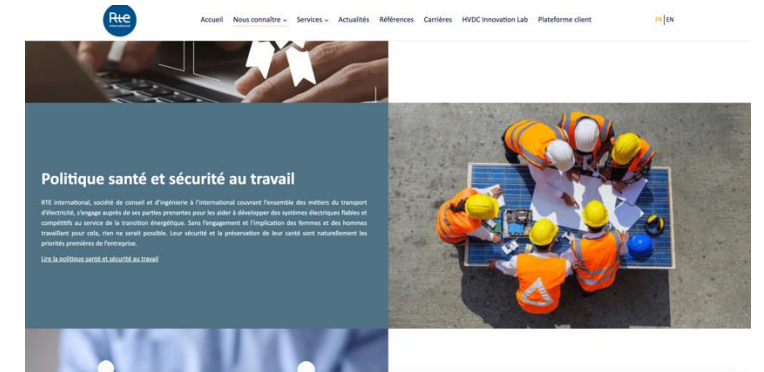 Rte
international
Accueil Nous connaître Services Actualités Références Carrières HVDC Innovation Lab Plateforme client FR EN
Politique santé et sécurité au travail
RTE international, société de conseil et d'ingénierie à l'international couvrant l'ensemble des métiers du transport
d'électricité, s'engage auprès de ses parties prenantes pour les aider à développer des systèmes électriques fiables et
compétitifs au service de la transition énergétique. Sans l'engagement et l'implication des femmes et des hommes
travaillant pour cela, rien ne serait possible. Leur sécurité et la préservation de leur santé sont naturellement les
priorités premières de l'entreprise.
Lire la politique santé et sécurité au travail